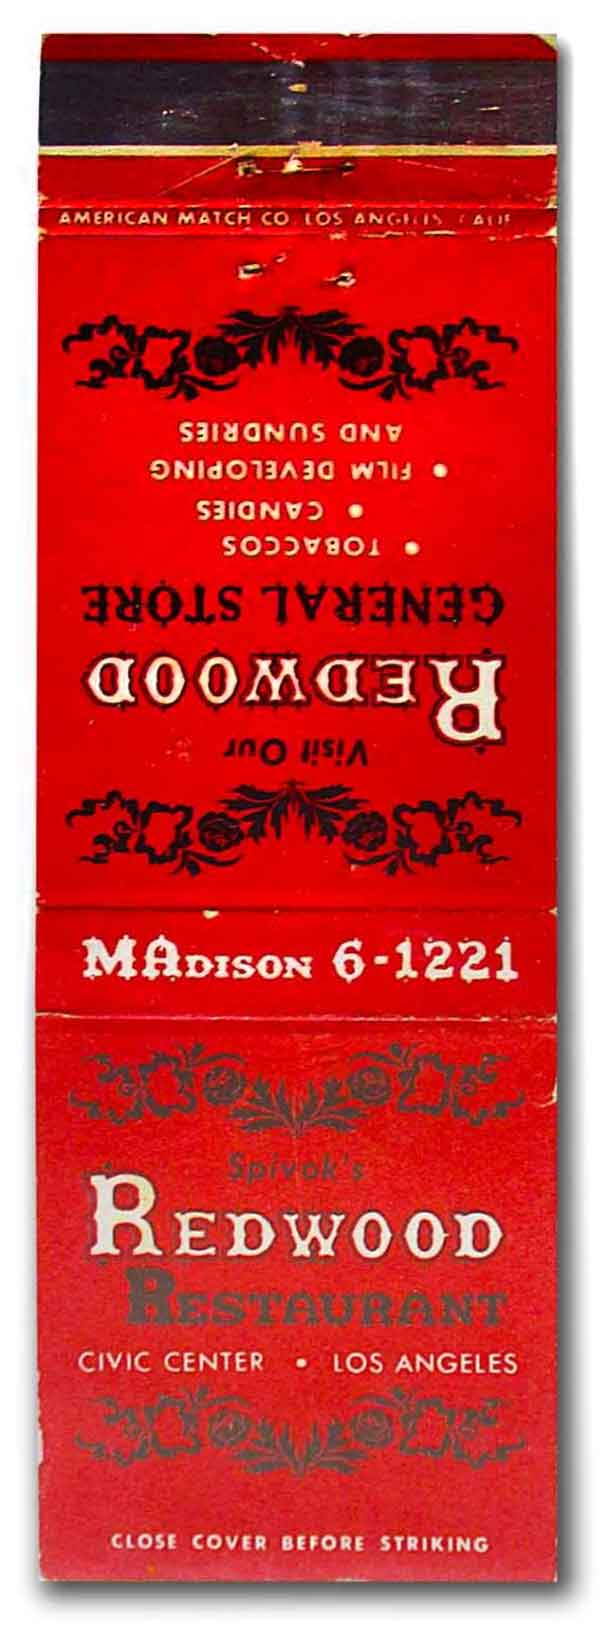 AMERICAN MATCH CO. LOS ANGELES, CALIF.
Visit Our
REDWOOD
GENERAL STORE
• TOBACCOS
• CANDIES
• FILM DEVELOPING
AND SUNDRIES
MADISON 6-1221
Spivak's
REDWOOD
RESTAURANT
CIVIC CENTER • LOS ANGELES
CLOSE COVER BEFORE STRIKING